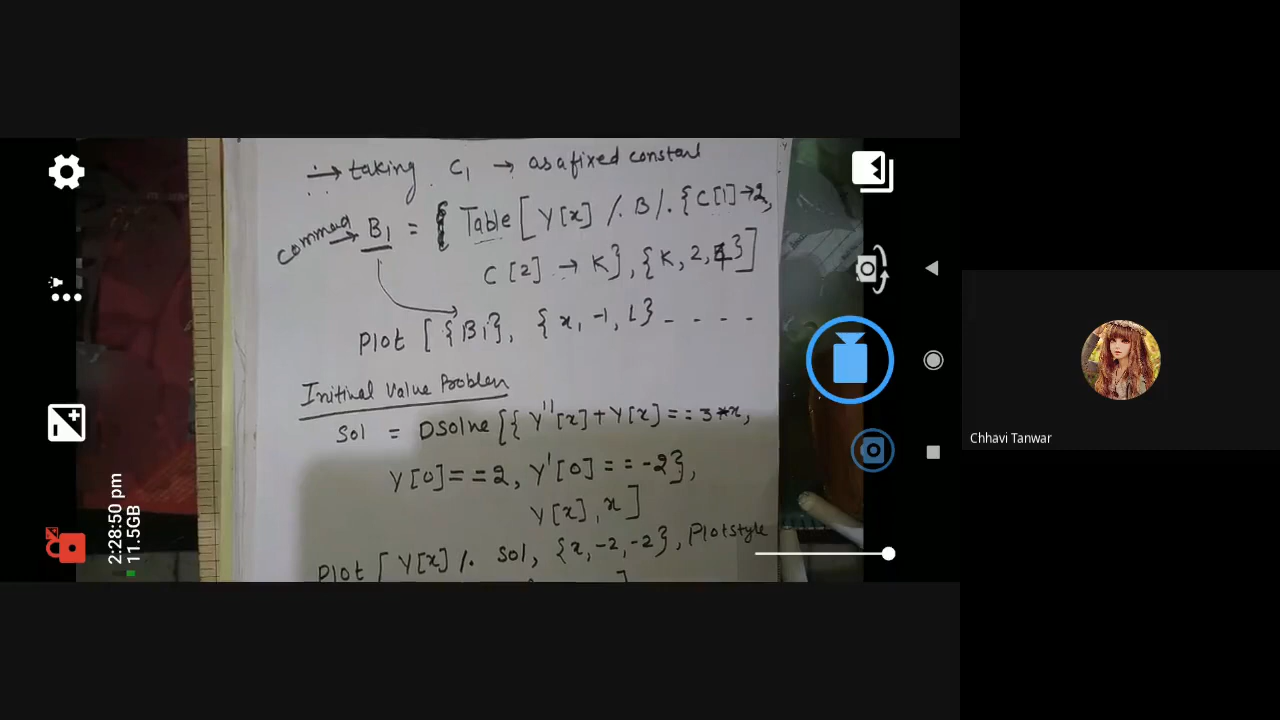 ∴→ taking C1 → as a fixed constant
B1 = { Table [ Y[x] /. B /. { C[1]→2,
C[2] → K}, {K, 2, 4}]
Plot [ {B1}, { x, -1, 1} - - - -
Initival Value Problem
Sol = DSolve [{ Y''[x] + Y[x] == 3*x,
Y[0] == 2, Y'[0] == -2},
Y[x], x ]
Plot [ Y[x] /. Sol, {x, -2, -2}, Plotstyle
2:28:50 pm
11.5GB
Chhavi Tanwar